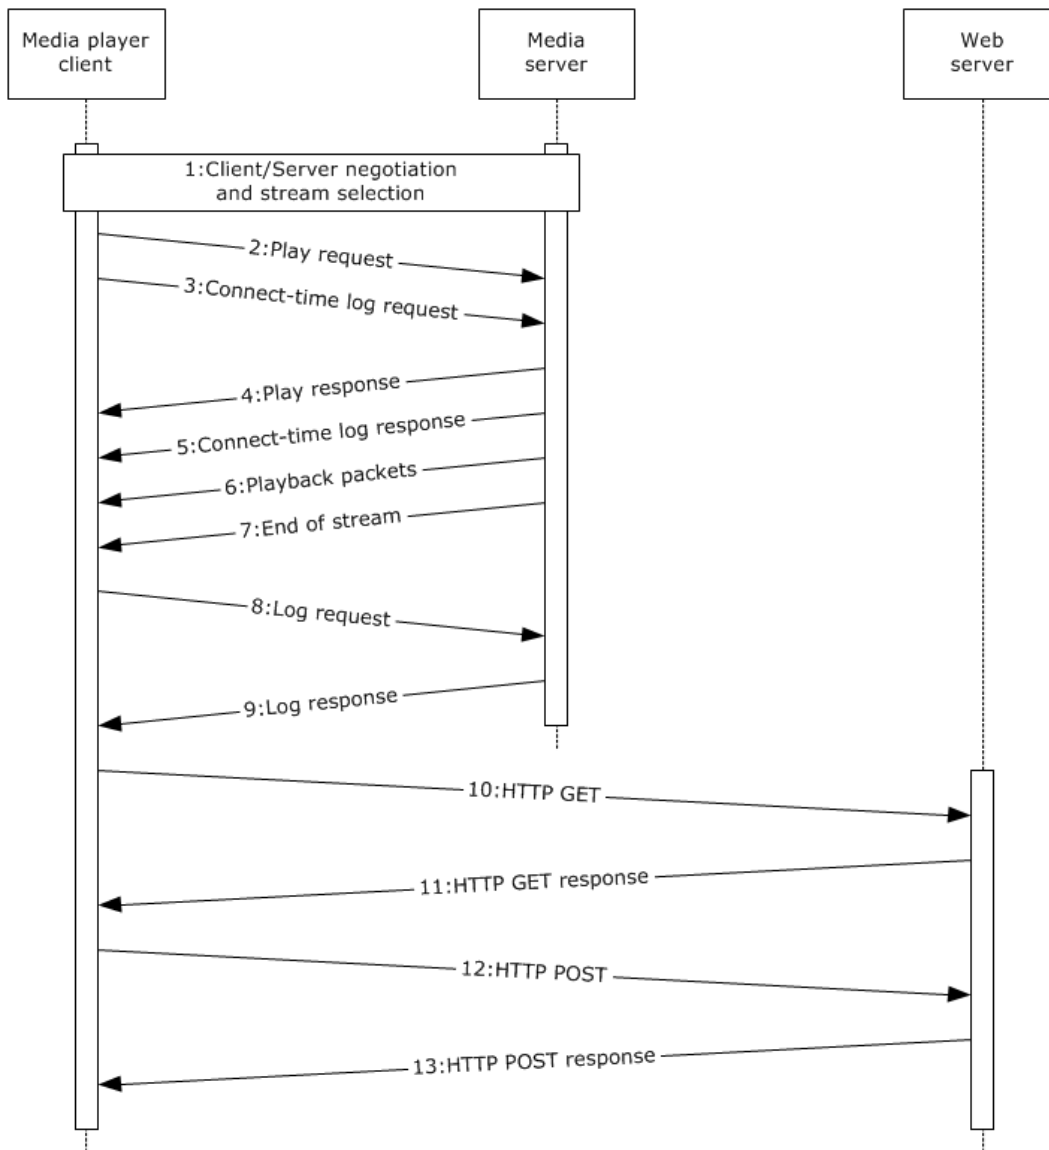 Media player
client
Media
server
Web
server
1:Client/Server negotiation
and stream selection
2:Play request
3:Connect-time log request
4:Play response
5:Connect-time log response
6:Playback packets
7:End of stream
8:Log request
9:Log response
10:HTTP GET
11:HTTP GET response
12:HTTP POST
13:HTTP POST response